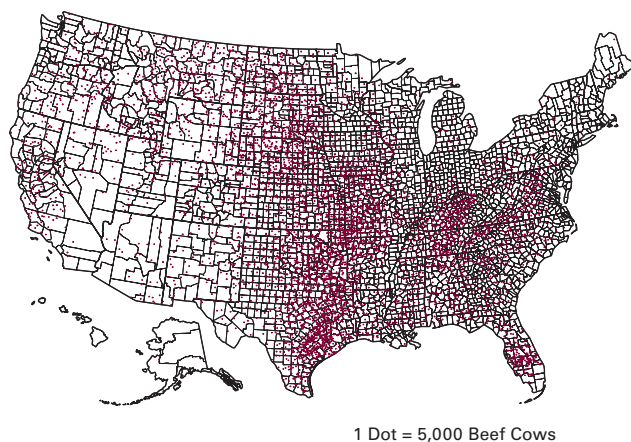 1 Dot = 5,000 Beef Cows